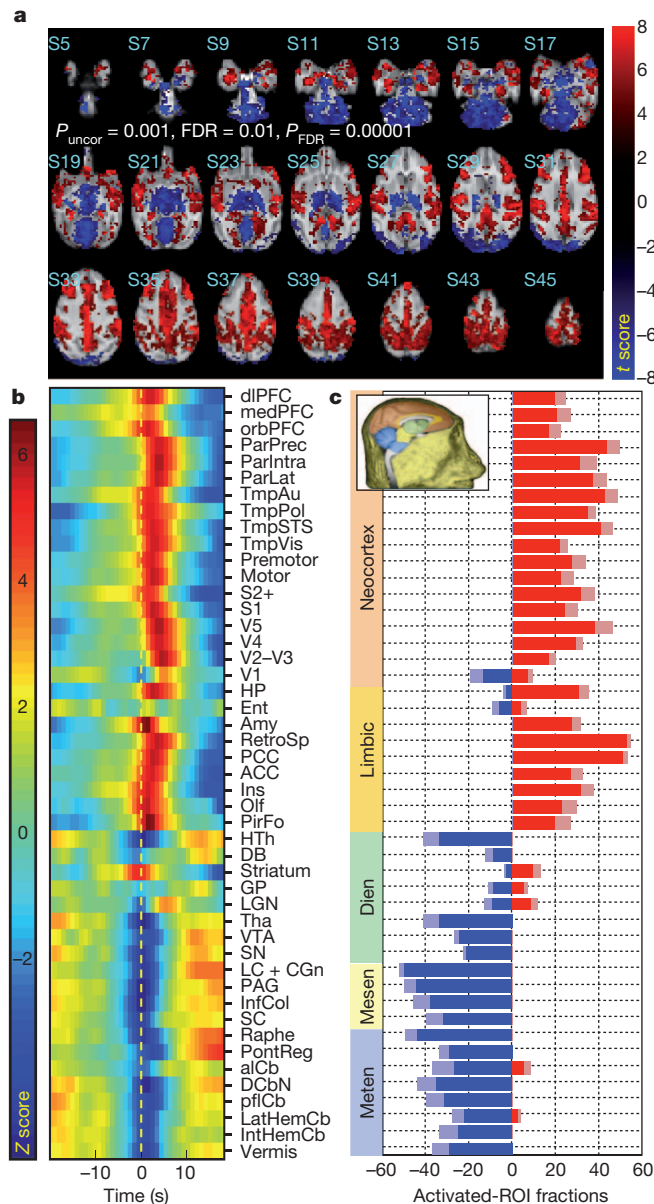 a
S5 S7 S9 S11 S13 S15 S17
P uncor = 0.001, FDR = 0.01, P FDR = 0.00001
S19 S21 S23 S25 S27 S29 S31
S33 S35 S37 S39 S41 S43 S45
8
6
4
2
0
−2
−4
−6
−8
t score
b
6
4
2
0
−2
Z score
dlPFC
medPFC
orbPFC
ParPrec
ParIntra
ParLat
TmpAu
TmpPol
TmpSTS
TmpVis
Premotor
Motor
S2+
S1
V5
V4
V2–V3
V1
HP
Ent
Amy
RetroSp
PCC
ACC
Ins
Olf
PirFo
HTh
DB
Striatum
GP
LGN
Tha
VTA
SN
LC + CGn
PAG
InfCol
SC
Raphe
PontReg
alCb
DCbN
pflCb
LatHemCb
IntHemCb
Vermis
−10 0 10
Time (s)
c
Neocortex
Limbic
Dien
Mesen
Meten
−60 −40 −20 0 20 40 60
Activated-ROI fractions